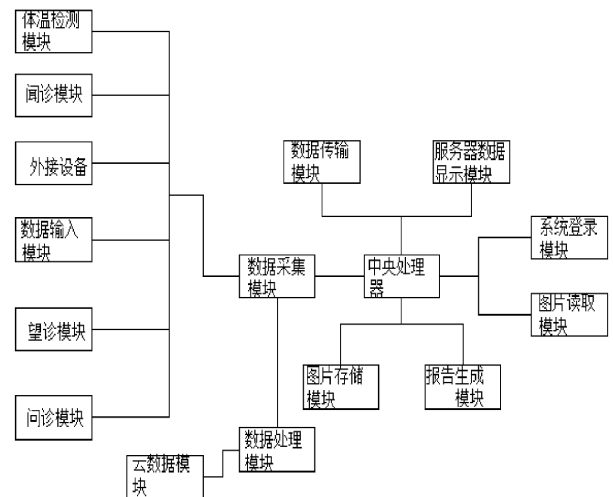 体温检测
模块
闻诊模块
外接设备
数据输入
模块
望诊模块
问诊模块
数据传输
模块
服务器数据
显示模块
系统登录
模块
数据采集
模块
中央处理
器
图片读取
模块
图片存储
模块
报告生成
模块
数据处理
模块
云数据模
块